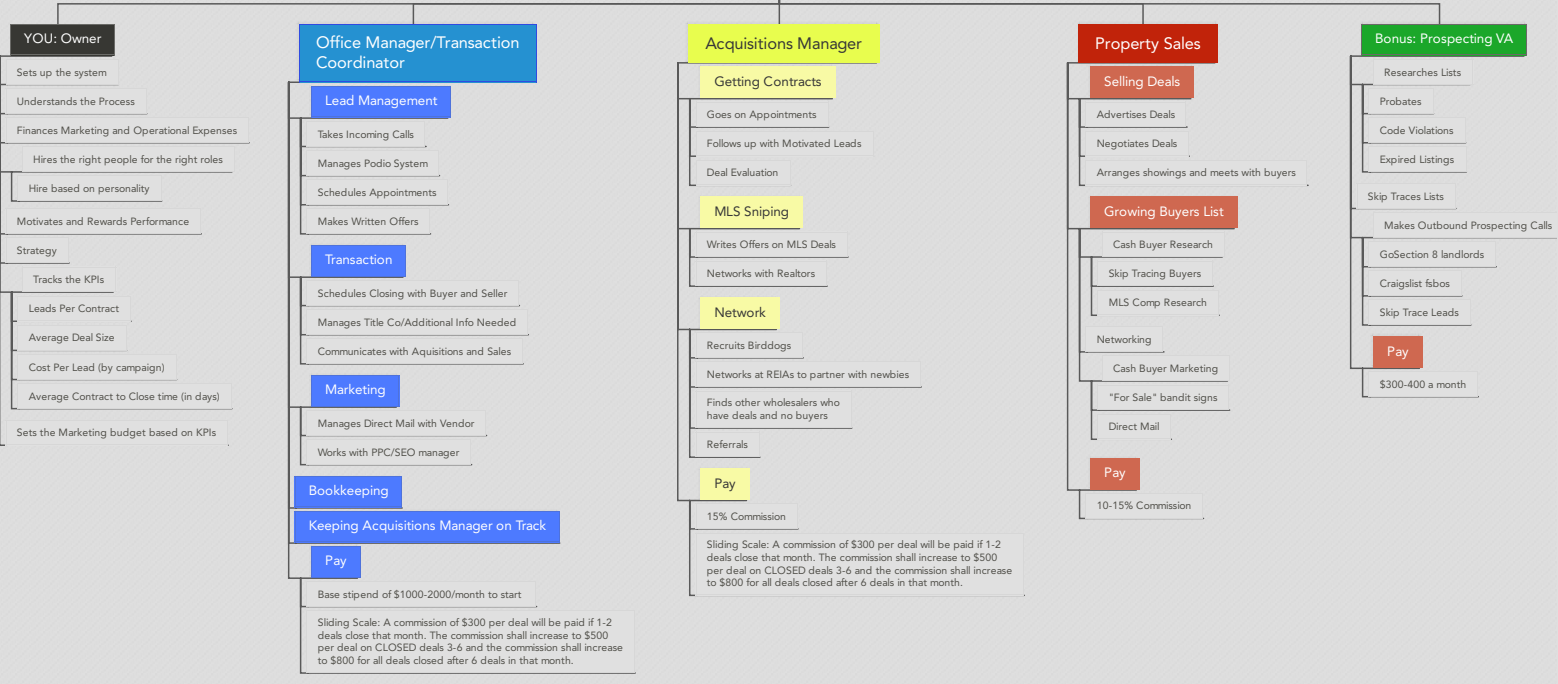 YOU: Owner
Sets up the system
Understands the Process
Finances Marketing and Operational Expenses
Hires the right people for the right roles
Hire based on personality
Motivates and Rewards Performance
Strategy
Tracks the KPIs
Leads Per Contract
Average Deal Size
Cost Per Lead (by campaign)
Average Contract to Close time (in days)
Sets the Marketing budget based on KPIs
Office Manager/Transaction
Coordinator
Lead Management
Takes Incoming Calls
Manages Podio System
Schedules Appointments
Makes Written Offers
Transaction
Schedules Closing with Buyer and Seller
Manages Title Co/Additional Info Needed
Communicates with Aquisitions and Sales
Marketing
Manages Direct Mail with Vendor
Works with PPC/SEO manager
Bookkeeping
Keeping Acquisitions Manager on Track
Pay
Base stipend of $1000-2000/month to start
Sliding Scale: A commission of $300 per deal will be paid if 1-2
deals close that month. The commission shall increase to $500
per deal on CLOSED deals 3-6 and the commission shall increase
to $800 for all deals closed after 6 deals in that month.
Acquisitions Manager
Getting Contracts
Goes on Appointments
Follows up with Motivated Leads
Deal Evaluation
MLS Sniping
Writes Offers on MLS Deals
Networks with Realtors
Network
Recruits Birddogs
Networks at REIAs to partner with newbies
Finds other wholesalers who
have deals and no buyers
Referrals
Pay
15% Commission
Sliding Scale: A commission of $300 per deal will be paid if 1-2
deals close that month. The commission shall increase to $500
per deal on CLOSED deals 3-6 and the commission shall increase
to $800 for all deals closed after 6 deals in that month.
Property Sales
Selling Deals
Advertises Deals
Negotiates Deals
Arranges showings and meets with buyers
Growing Buyers List
Cash Buyer Research
Skip Tracing Buyers
MLS Comp Research
Networking
Cash Buyer Marketing
"For Sale" bandit signs
Direct Mail
Pay
10-15% Commission
Bonus: Prospecting VA
Researches Lists
Probates
Code Violations
Expired Listings
Skip Traces Lists
Makes Outbound Prospecting Calls
GoSection 8 landlords
Craigslist fsbos
Skip Trace Leads
Pay
$300-400 a month